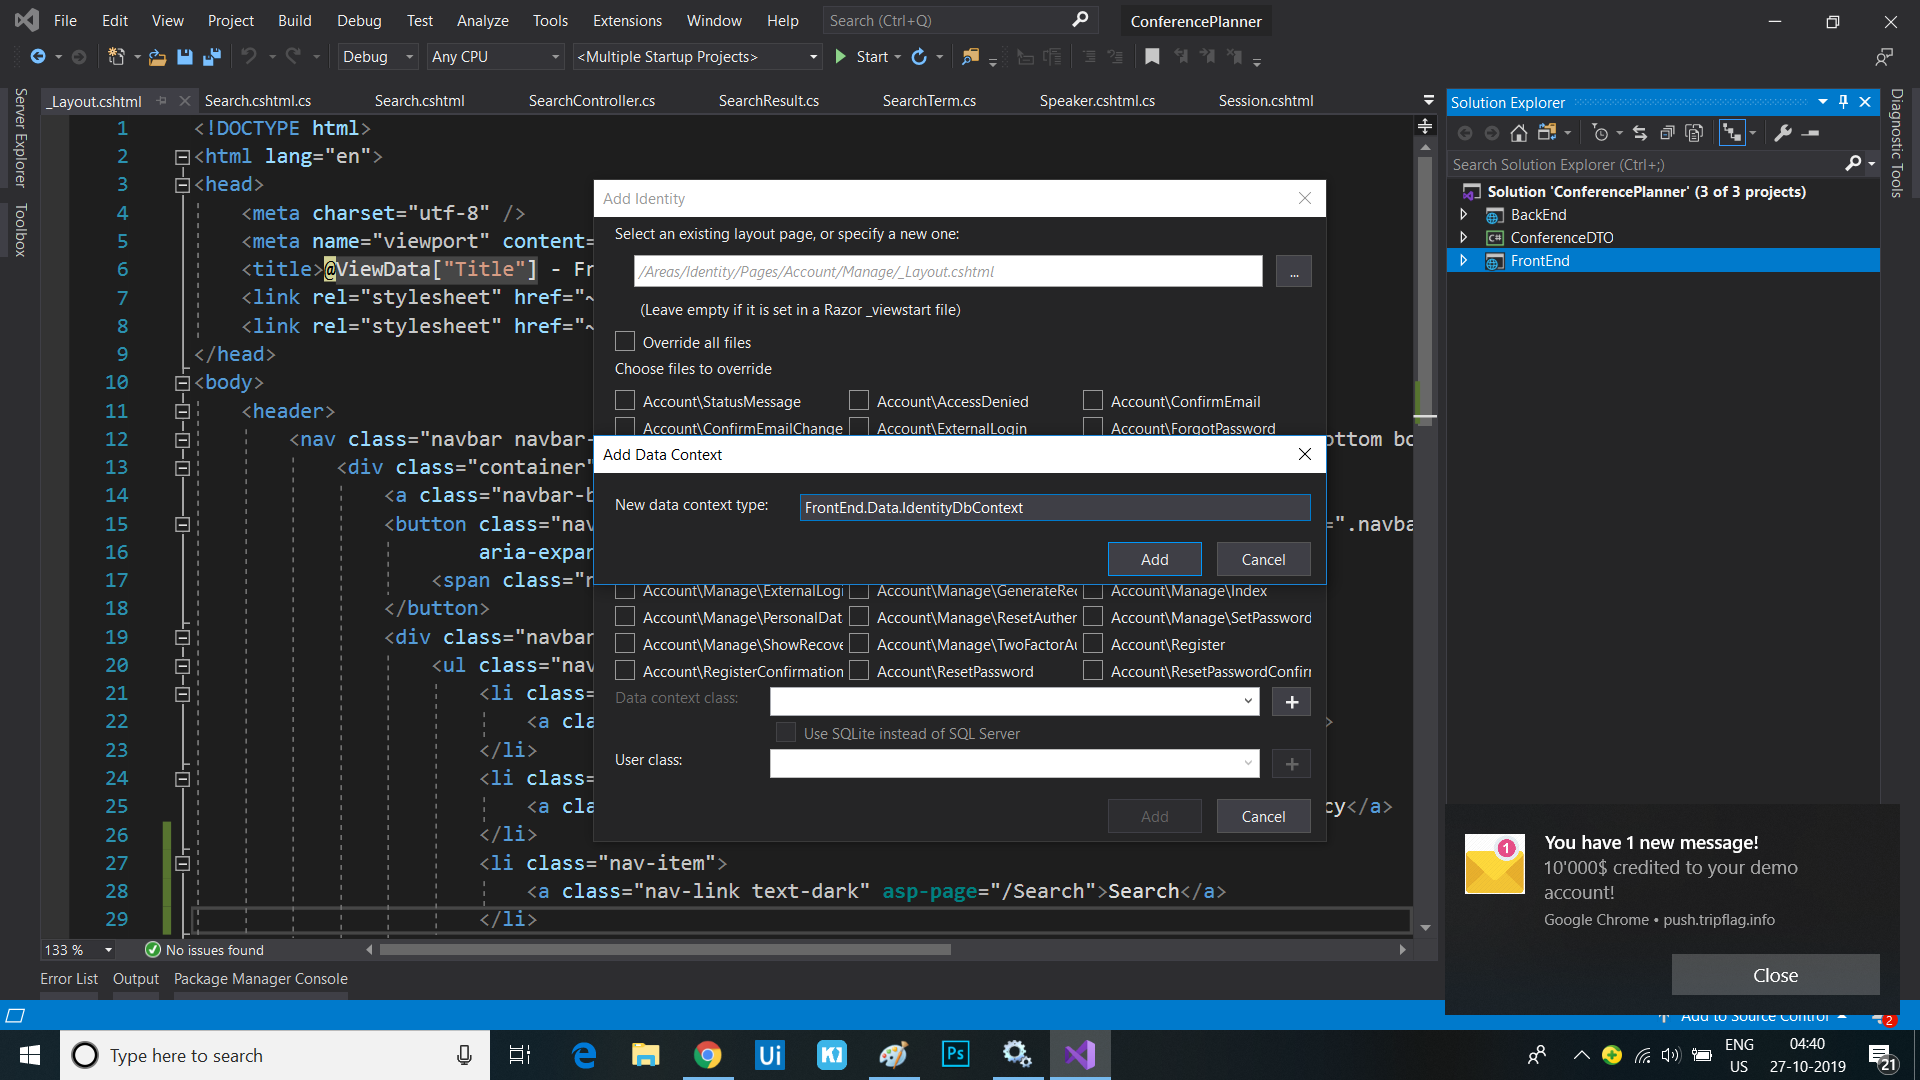 File Edit View Project Build Debug Test Analyze Tools Extensions Window Help Search (Ctrl+Q) ConferencePlanner
Debug Any CPU <Multiple Startup Projects> Start
Server Explorer
Toolbox
_Layout.cshtml Search.cshtml.cs Search.cshtml SearchController.cs SearchResult.cs SearchTerm.cs Speaker.cshtml.cs Session.cshtml
1 <!DOCTYPE html>
2 <html lang="en">
3 <head>
4 <meta charset="utf-8" />
5 <meta name="viewport" content=
6 <title>@ViewData["Title"] - Fr
7 <link rel="stylesheet" href="~
8 <link rel="stylesheet" href="~
9 </head>
10 <body>
11 <header>
12 <nav class="navbar navbar- ottom bo
13 <div class="container"
14 <a class="navbar-b
15 <button class="nav =".navba
16 aria-expan
17 <span class="n
18 </button>
19 <div class="navbar
20 <ul class="nav
21 <li class=
22 <a cla >
23 </li>
24 <li class=
25 <a cla cy</a>
26 </li>
27 <li class="nav-item">
28 <a class="nav-link text-dark" asp-page="/Search">Search</a>
29 </li>
133 % No issues found
Error List Output Package Manager Console
Add Identity
Select an existing layout page, or specify a new one:
/Areas/Identity/Pages/Account/Manage/_Layout.cshtml ...
(Leave empty if it is set in a Razor _viewstart file)
Override all files
Choose files to override
Account\StatusMessage Account\AccessDenied Account\ConfirmEmail
Account\ConfirmEmailChange Account\ExternalLogin Account\ForgotPassword
Add Data Context
New data context type: FrontEnd.Data.IdentityDbContext
Add Cancel
Account\Manage\ExternalLogi Account\Manage\GenerateRec Account\Manage\Index
Account\Manage\PersonalDat Account\Manage\ResetAuthen Account\Manage\SetPassword
Account\Manage\ShowRecove Account\Manage\TwoFactorAu Account\Register
Account\RegisterConfirmation Account\ResetPassword Account\ResetPasswordConfirm
Data context class:
Use SQLite instead of SQL Server
User class:
Add Cancel
Solution Explorer
Search Solution Explorer (Ctrl+;)
Solution 'ConferencePlanner' (3 of 3 projects)
BackEnd
C# ConferenceDTO
FrontEnd
Diagnostic Tools
1
You have 1 new message!
10'000$ credited to your demo
account!
Google Chrome • push.tripflag.info
Close
Add to Source Control 2
Type here to search Ui K Ps ENG US 04:40 27-10-2019 21